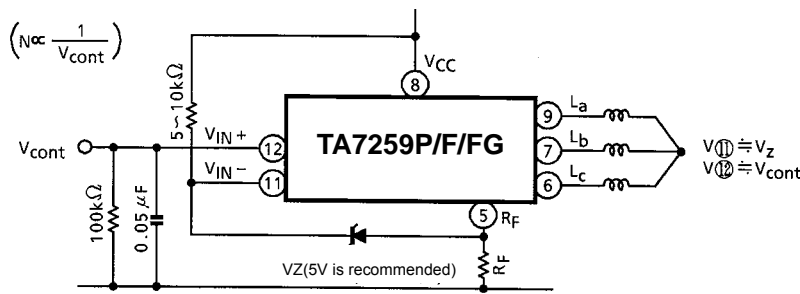 (N∝ 1/Vcont)
VCC
8
5~10kΩ
VIN+
12
VIN−
11
TA7259P/F/FG
9
La
7
Lb
6
Lc
V⑪≒Vz
V⑫≒Vcont
Vcont
100kΩ
0.05μF
5
RF
VZ(5V is recommended)
RF